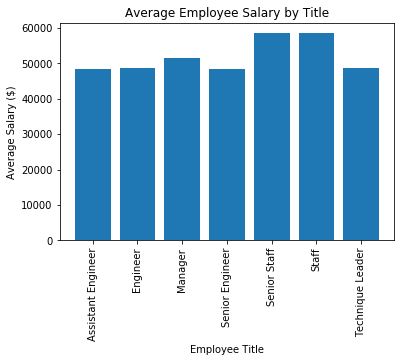 Average Employee Salary by Title
60000
50000
40000
30000
20000
10000
0
Average Salary ($)
Assistant Engineer
Engineer
Manager
Senior Engineer
Senior Staff
Staff
Technique Leader
Employee Title